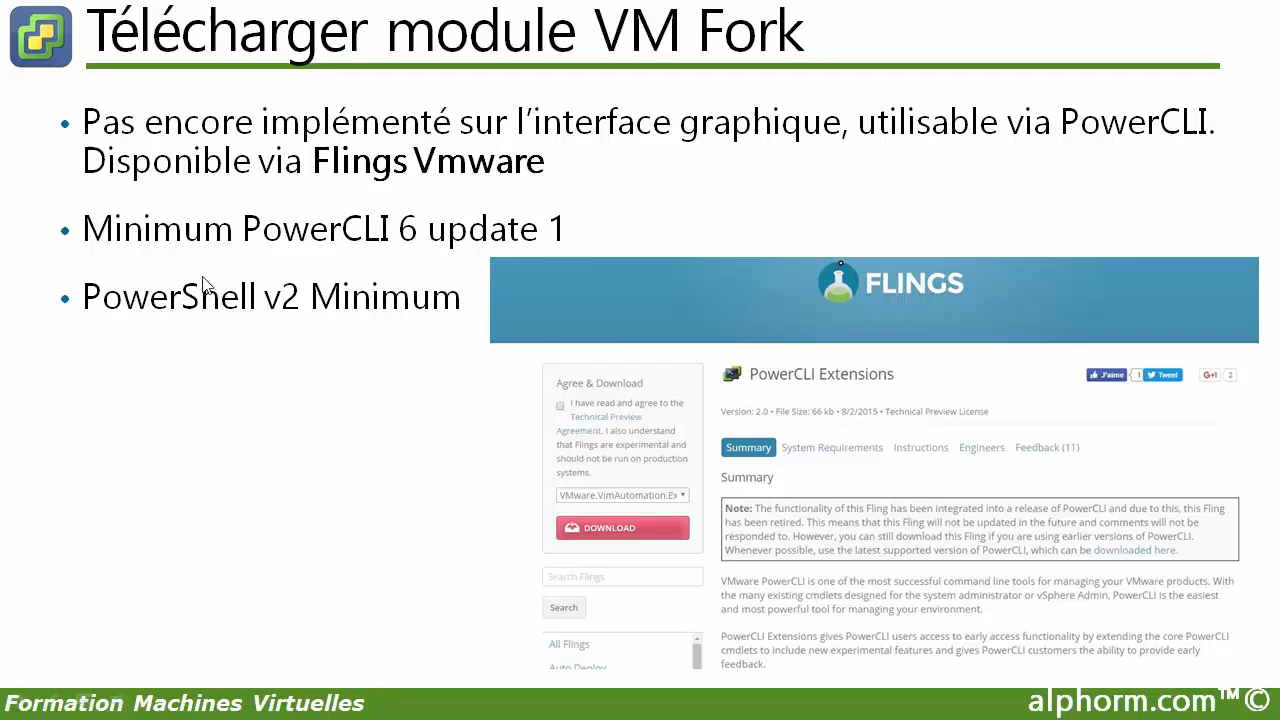 Télécharger module VM Fork
• Pas encore implémenté sur l'interface graphique, utilisable via PowerCLI.
Disponible via Flings Vmware
• Minimum PowerCLI 6 update 1
• PowerShell v2 Minimum
FLINGS
Agree & Download
I have read and agree to the
Technical Preview
Agreement. I also understand
that Flings are experimental and
should not be run on production
systems.
VMware.VimAutomation.Ex
DOWNLOAD
Search Flings
Search
All Flings
Auto Deploy
PowerCLI Extensions
J'aime 1 Tweet G+1 2
Version: 2.0 • File Size: 66 kb • 8/2/2015 • Technical Preview License
Summary System Requirements Instructions Engineers Feedback (11)
Summary
Note: The functionality of this Fling has been integrated into a release of PowerCLI and due to this, this Fling
has been retired. This means that this Fling will not be updated in the future and comments will not be
responded to. However, you can still download this Fling if you are using earlier versions of PowerCLI.
Whenever possible, use the latest supported version of PowerCLI, which can be downloaded here.
VMware PowerCLI is one of the most successful command line tools for managing your VMware products. With
the many existing cmdlets designed for the system administrator or vSphere Admin, PowerCLI is the easiest
and most powerful tool for managing your environment.
PowerCLI Extensions gives PowerCLI users access to early access functionality by extending the core PowerCLI
cmdlets to include new experimental features and gives PowerCLI customers the ability to provide early
feedback.
Formation Machines Virtuelles
alphorm.com™©